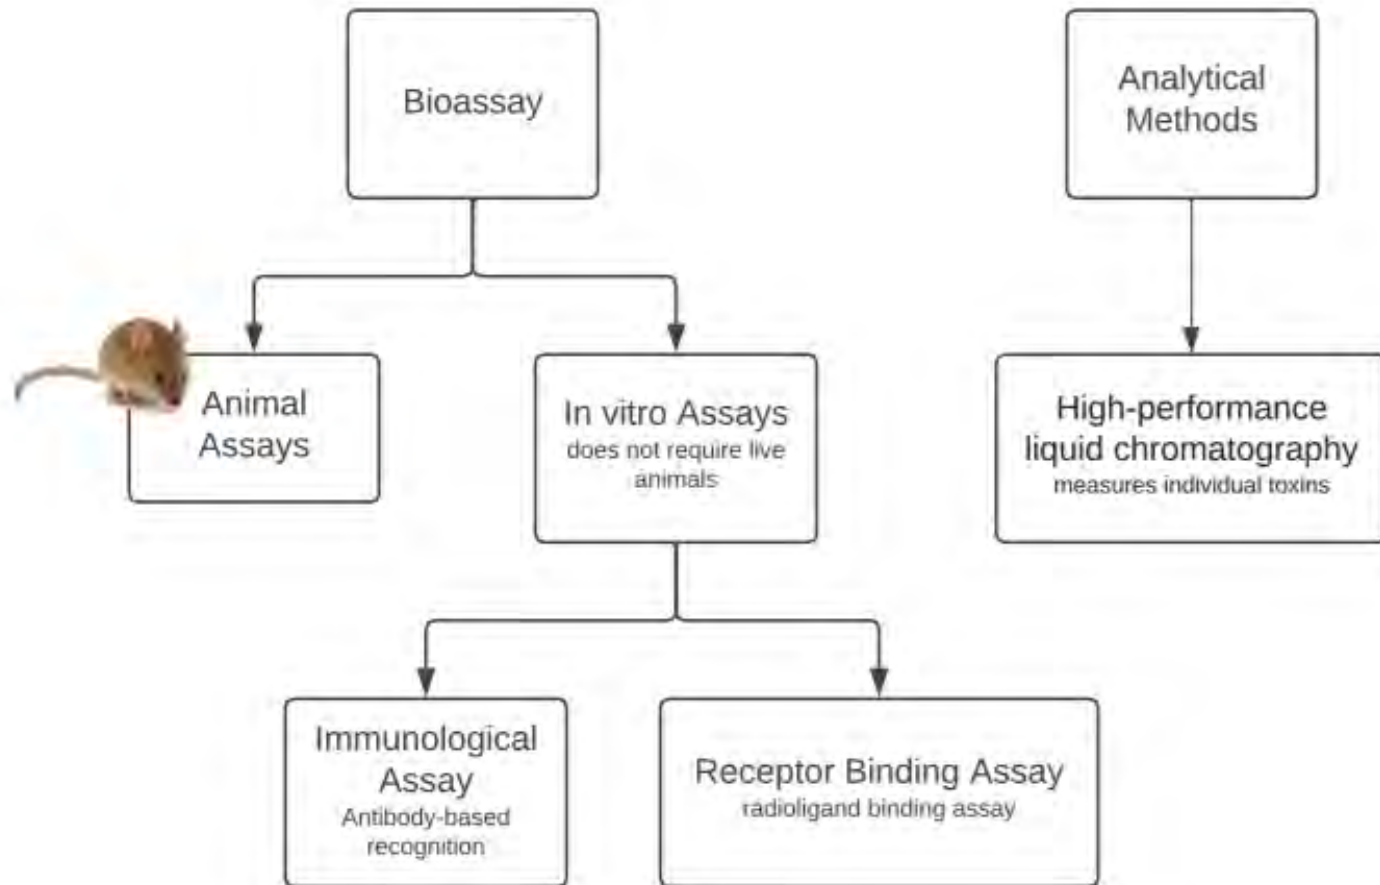 Bioassay
Analytical
Methods
Animal
Assays
In vitro Assays
does not require live
animals
High-performance
liquid chromatography
measures individual toxins
Immunological
Assay
Antibody-based
recognition
Receptor Binding Assay
radioligand binding assay